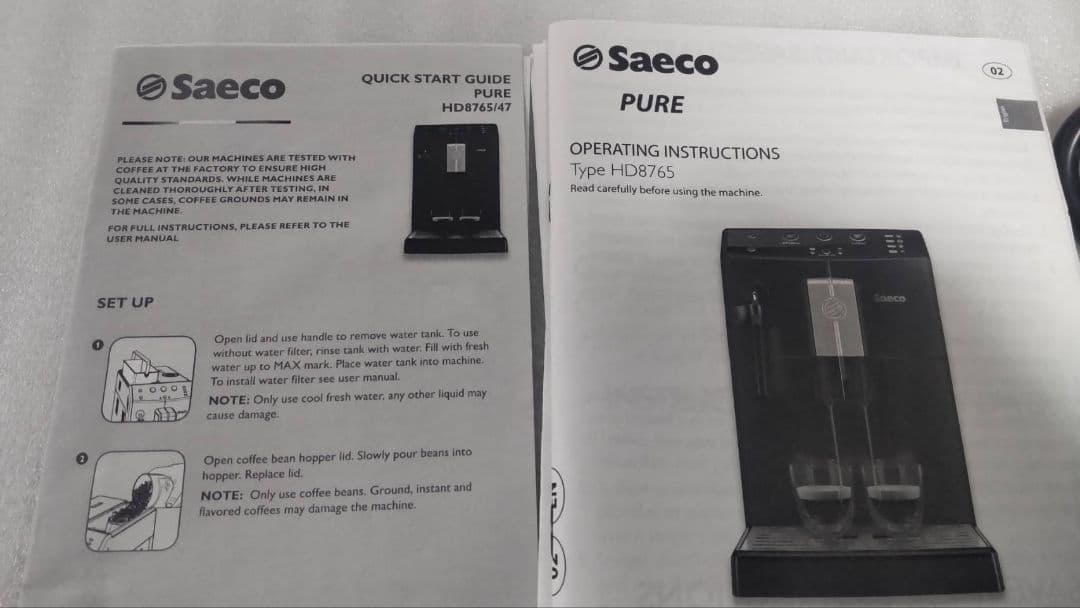 Saeco
QUICK START GUIDE
PURE
HD8765/47
PLEASE NOTE: OUR MACHINES ARE TESTED WITH
COFFEE AT THE FACTORY TO ENSURE HIGH
QUALITY STANDARDS. WHILE MACHINES ARE
CLEANED THOROUGHLY AFTER TESTING, IN
SOME CASES, COFFEE GROUNDS MAY REMAIN IN
THE MACHINE.
FOR FULL INSTRUCTIONS, PLEASE REFER TO THE
USER MANUAL
SET UP
1
Open lid and use handle to remove water tank. To use
without water filter, rinse tank with water. Fill with fresh
water up to MAX mark. Place water tank into machine.
To install water filter see user manual.
NOTE: Only use cool fresh water, any other liquid may
cause damage.
2
Open coffee bean hopper lid. Slowly pour beans into
hopper. Replace lid.
NOTE: Only use coffee beans. Ground, instant and
flavored coffees may damage the machine.
Saeco
02
PURE
English
OPERATING INSTRUCTIONS
Type HD8765
Read carefully before using the machine.
Saeco
EN
02